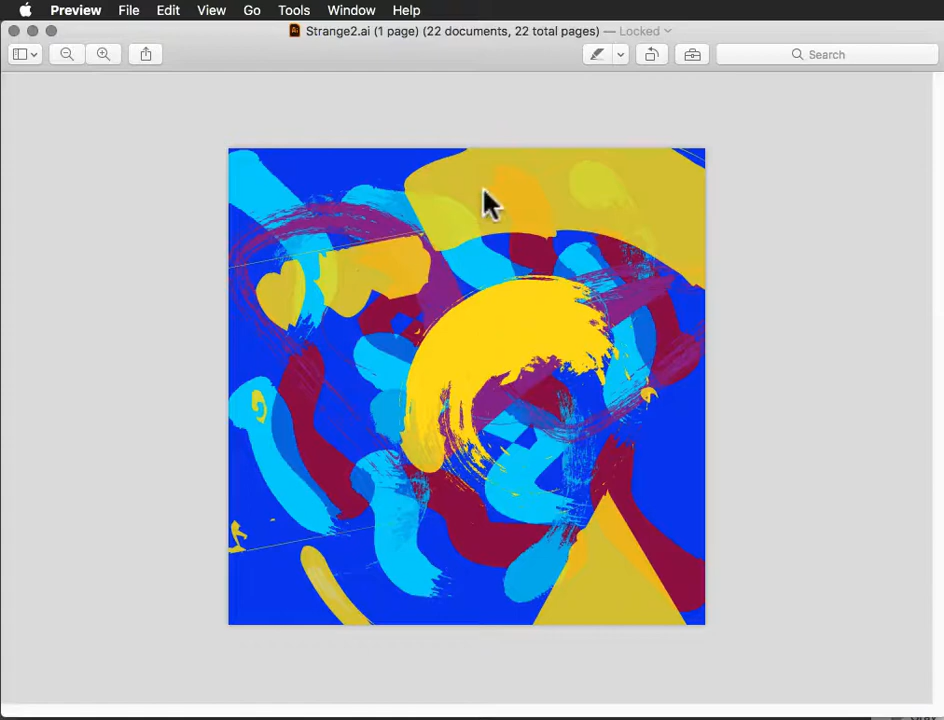 Preview File Edit View Go Tools Window Help
Strange2.ai (1 page) (22 documents, 22 total pages) — Locked
Search